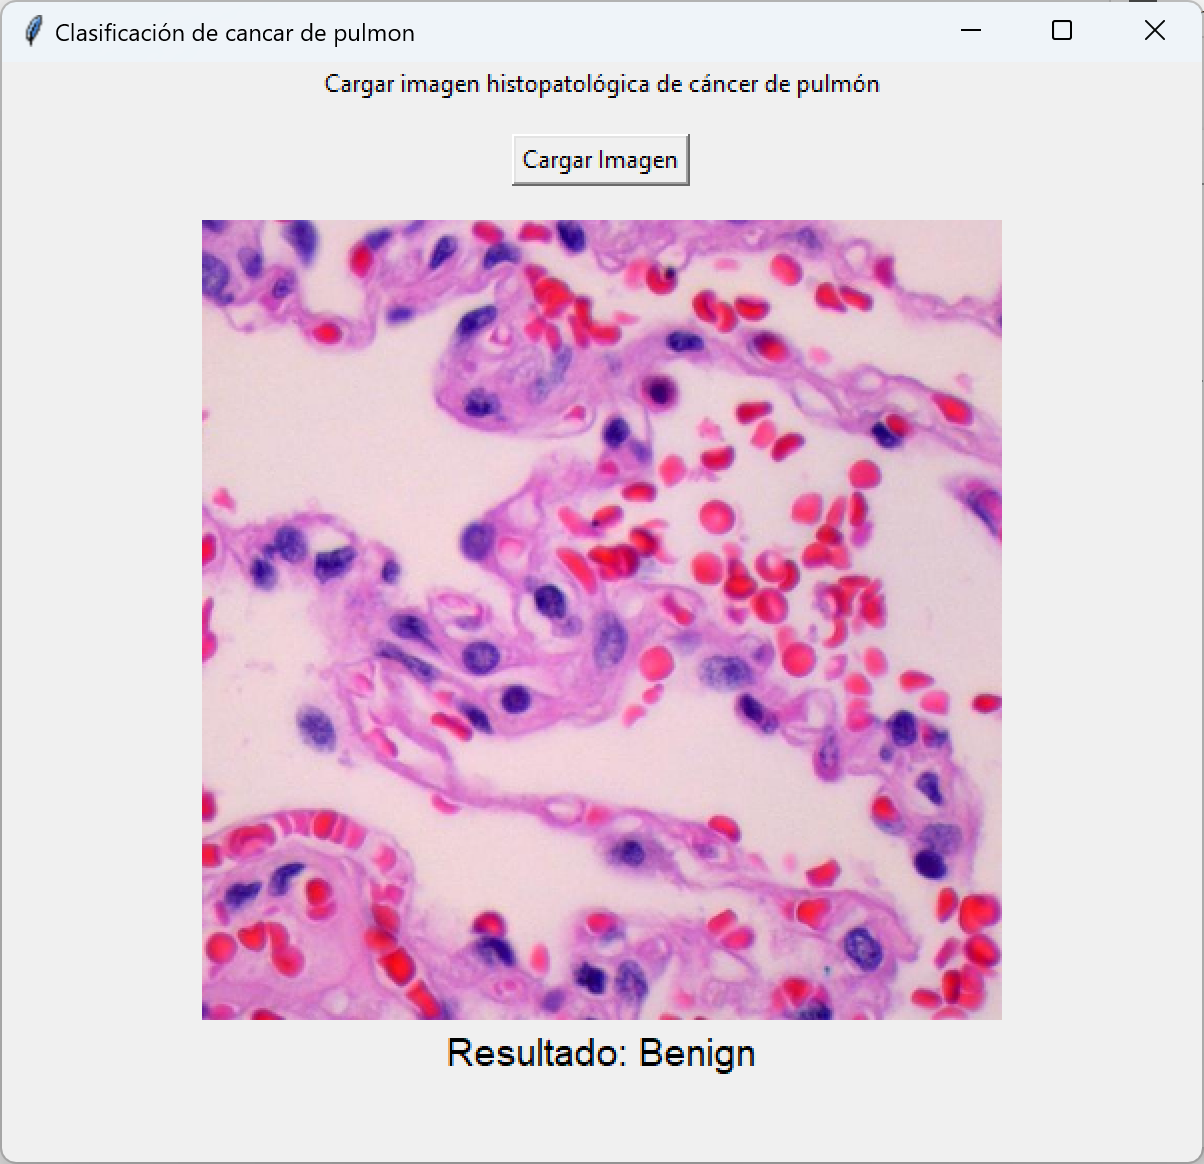 Clasificación de cancar de pulmon
Cargar imagen histopatológica de cáncer de pulmón
Cargar Imagen
Resultado: Benign